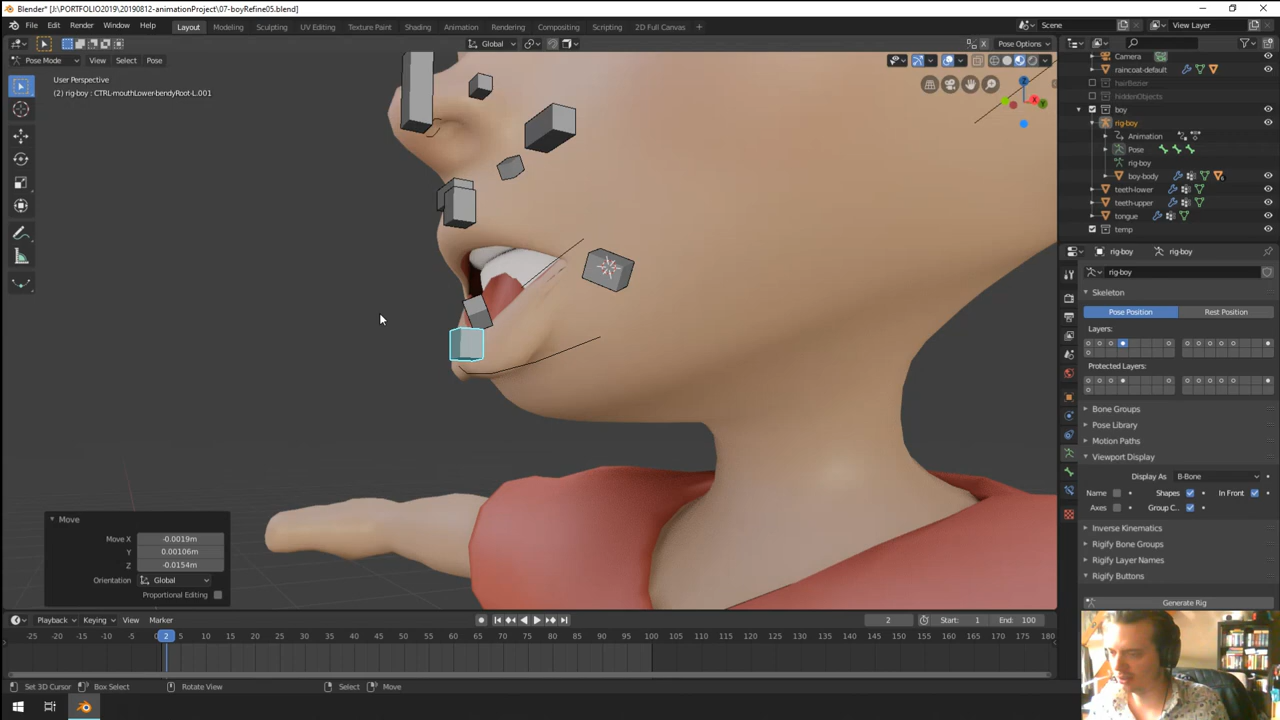 Blender* [J:\PORTFOLIO2019\20190812-animationProject\07-boyRefine05.blend]
File Edit Render Window Help Layout Modeling Sculpting UV Editing Texture Paint Shading Animation Rendering Compositing Scripting 2D Full Canvas + Scene View Layer
Global Pose Options
Pose Mode View Select Pose
User Perspective
(2) rig-boy : CTRL-mouthLower-bendyRoot-L.001
Z
X
Y
Camera
raincoat-default
hairBezier
hiddenObjects
boy
rig-boy
Animation
Pose
rig-boy
boy-body
teeth-lower
teeth-upper
tongue
temp
rig-boy rig-boy
rig-boy
Skeleton
Pose Position Rest Position
Layers:
Protected Layers:
Bone Groups
Pose Library
Motion Paths
Viewport Display
Display As B-Bone
Name Shapes In Front
Axes Group C..
Inverse Kinematics
Rigify Bone Groups
Rigify Layer Names
Rigify Buttons
Generate Rig
Move
Move X -0.0019m
Y 0.00106m
Z -0.0154m
Orientation Global
Proportional Editing
Playback Keying View Marker 2 Start: 1 End: 100
-25 -20 -15 -10 -5 2 5 10 15 20 25 30 35 40 45 50 55 60 65 70 75 80 85 90 95 100 105 110 115 120 125 130 135 140 145 150 155 160 165 170 175 180
Set 3D Cursor Box Select Rotate View Select Move